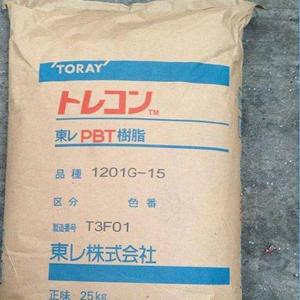 TORAY
トレコン™
東レPBT樹脂
品種 1201G-15
区分 色番
製造番号 T3F01
東レ株式会社
正味 25kg